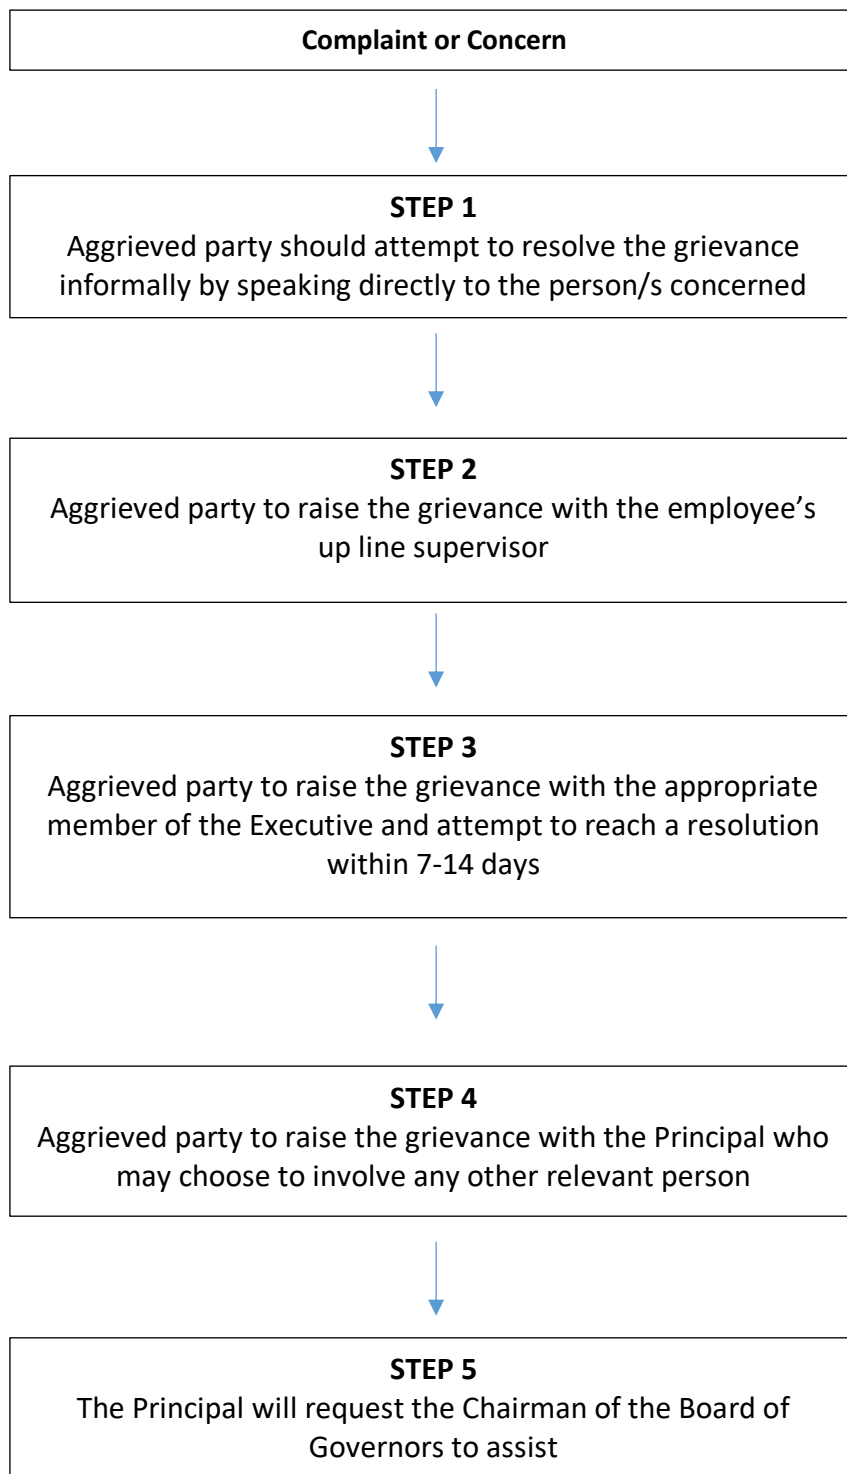 Complaint or Concern
STEP 1
Aggrieved party should attempt to resolve the grievance
informally by speaking directly to the person/s concerned
STEP 2
Aggrieved party to raise the grievance with the employee’s
up line supervisor
STEP 3
Aggrieved party to raise the grievance with the appropriate
member of the Executive and attempt to reach a resolution
within 7-14 days
STEP 4
Aggrieved party to raise the grievance with the Principal who
may choose to involve any other relevant person
STEP 5
The Principal will request the Chairman of the Board of
Governors to assist